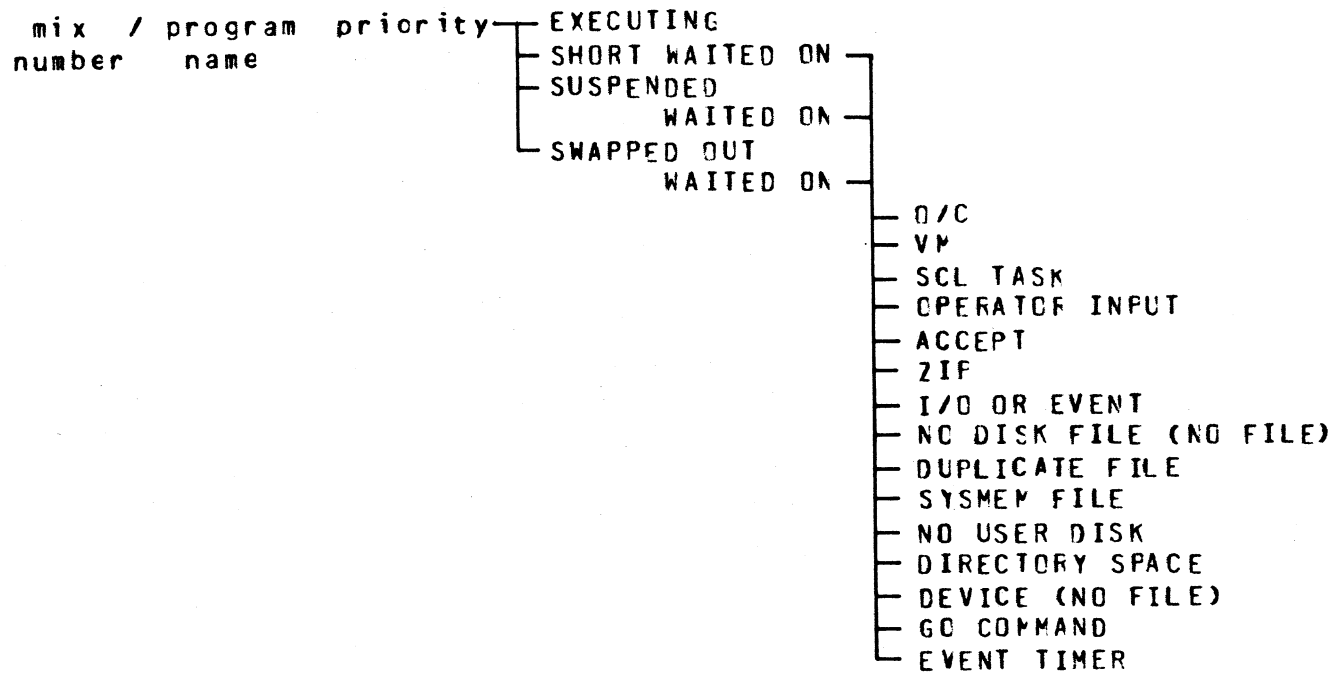 mix / program priority EXECUTING
number name
SHORT WAITED ON
SUSPENDED
WAITED ON
SWAPPED OUT
WAITED ON
O/C
VM
SCL TASK
OPERATOR INPUT
ACCEPT
ZIP
I/O OR EVENT
NO DISK FILE (NO FILE)
DUPLICATE FILE
SYSMEM FILE
NO USER DISK
DIRECTORY SPACE
DEVICE (NO FILE)
GO COMMAND
EVENT TIMER